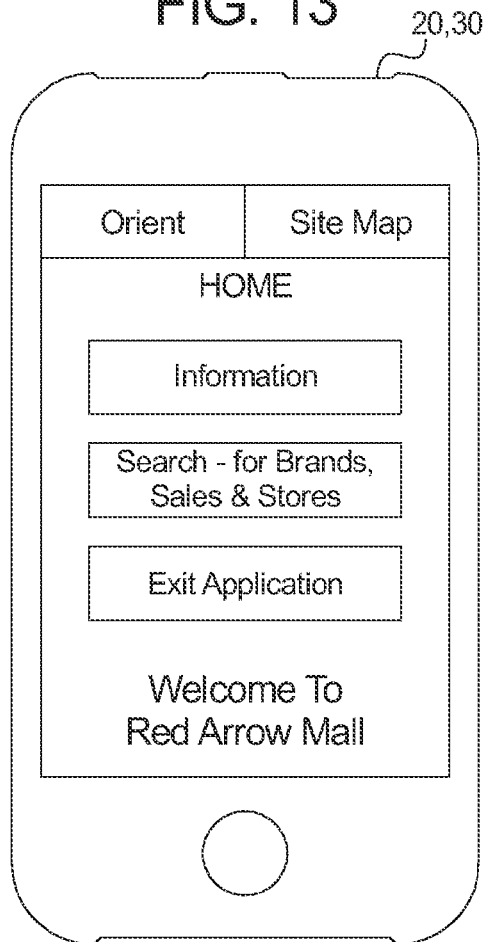 FIG. 13
20,30
Orient
Site Map
HOME
Information
Search - for Brands,
Sales & Stores
Exit Application
Welcome To
Red Arrow Mall